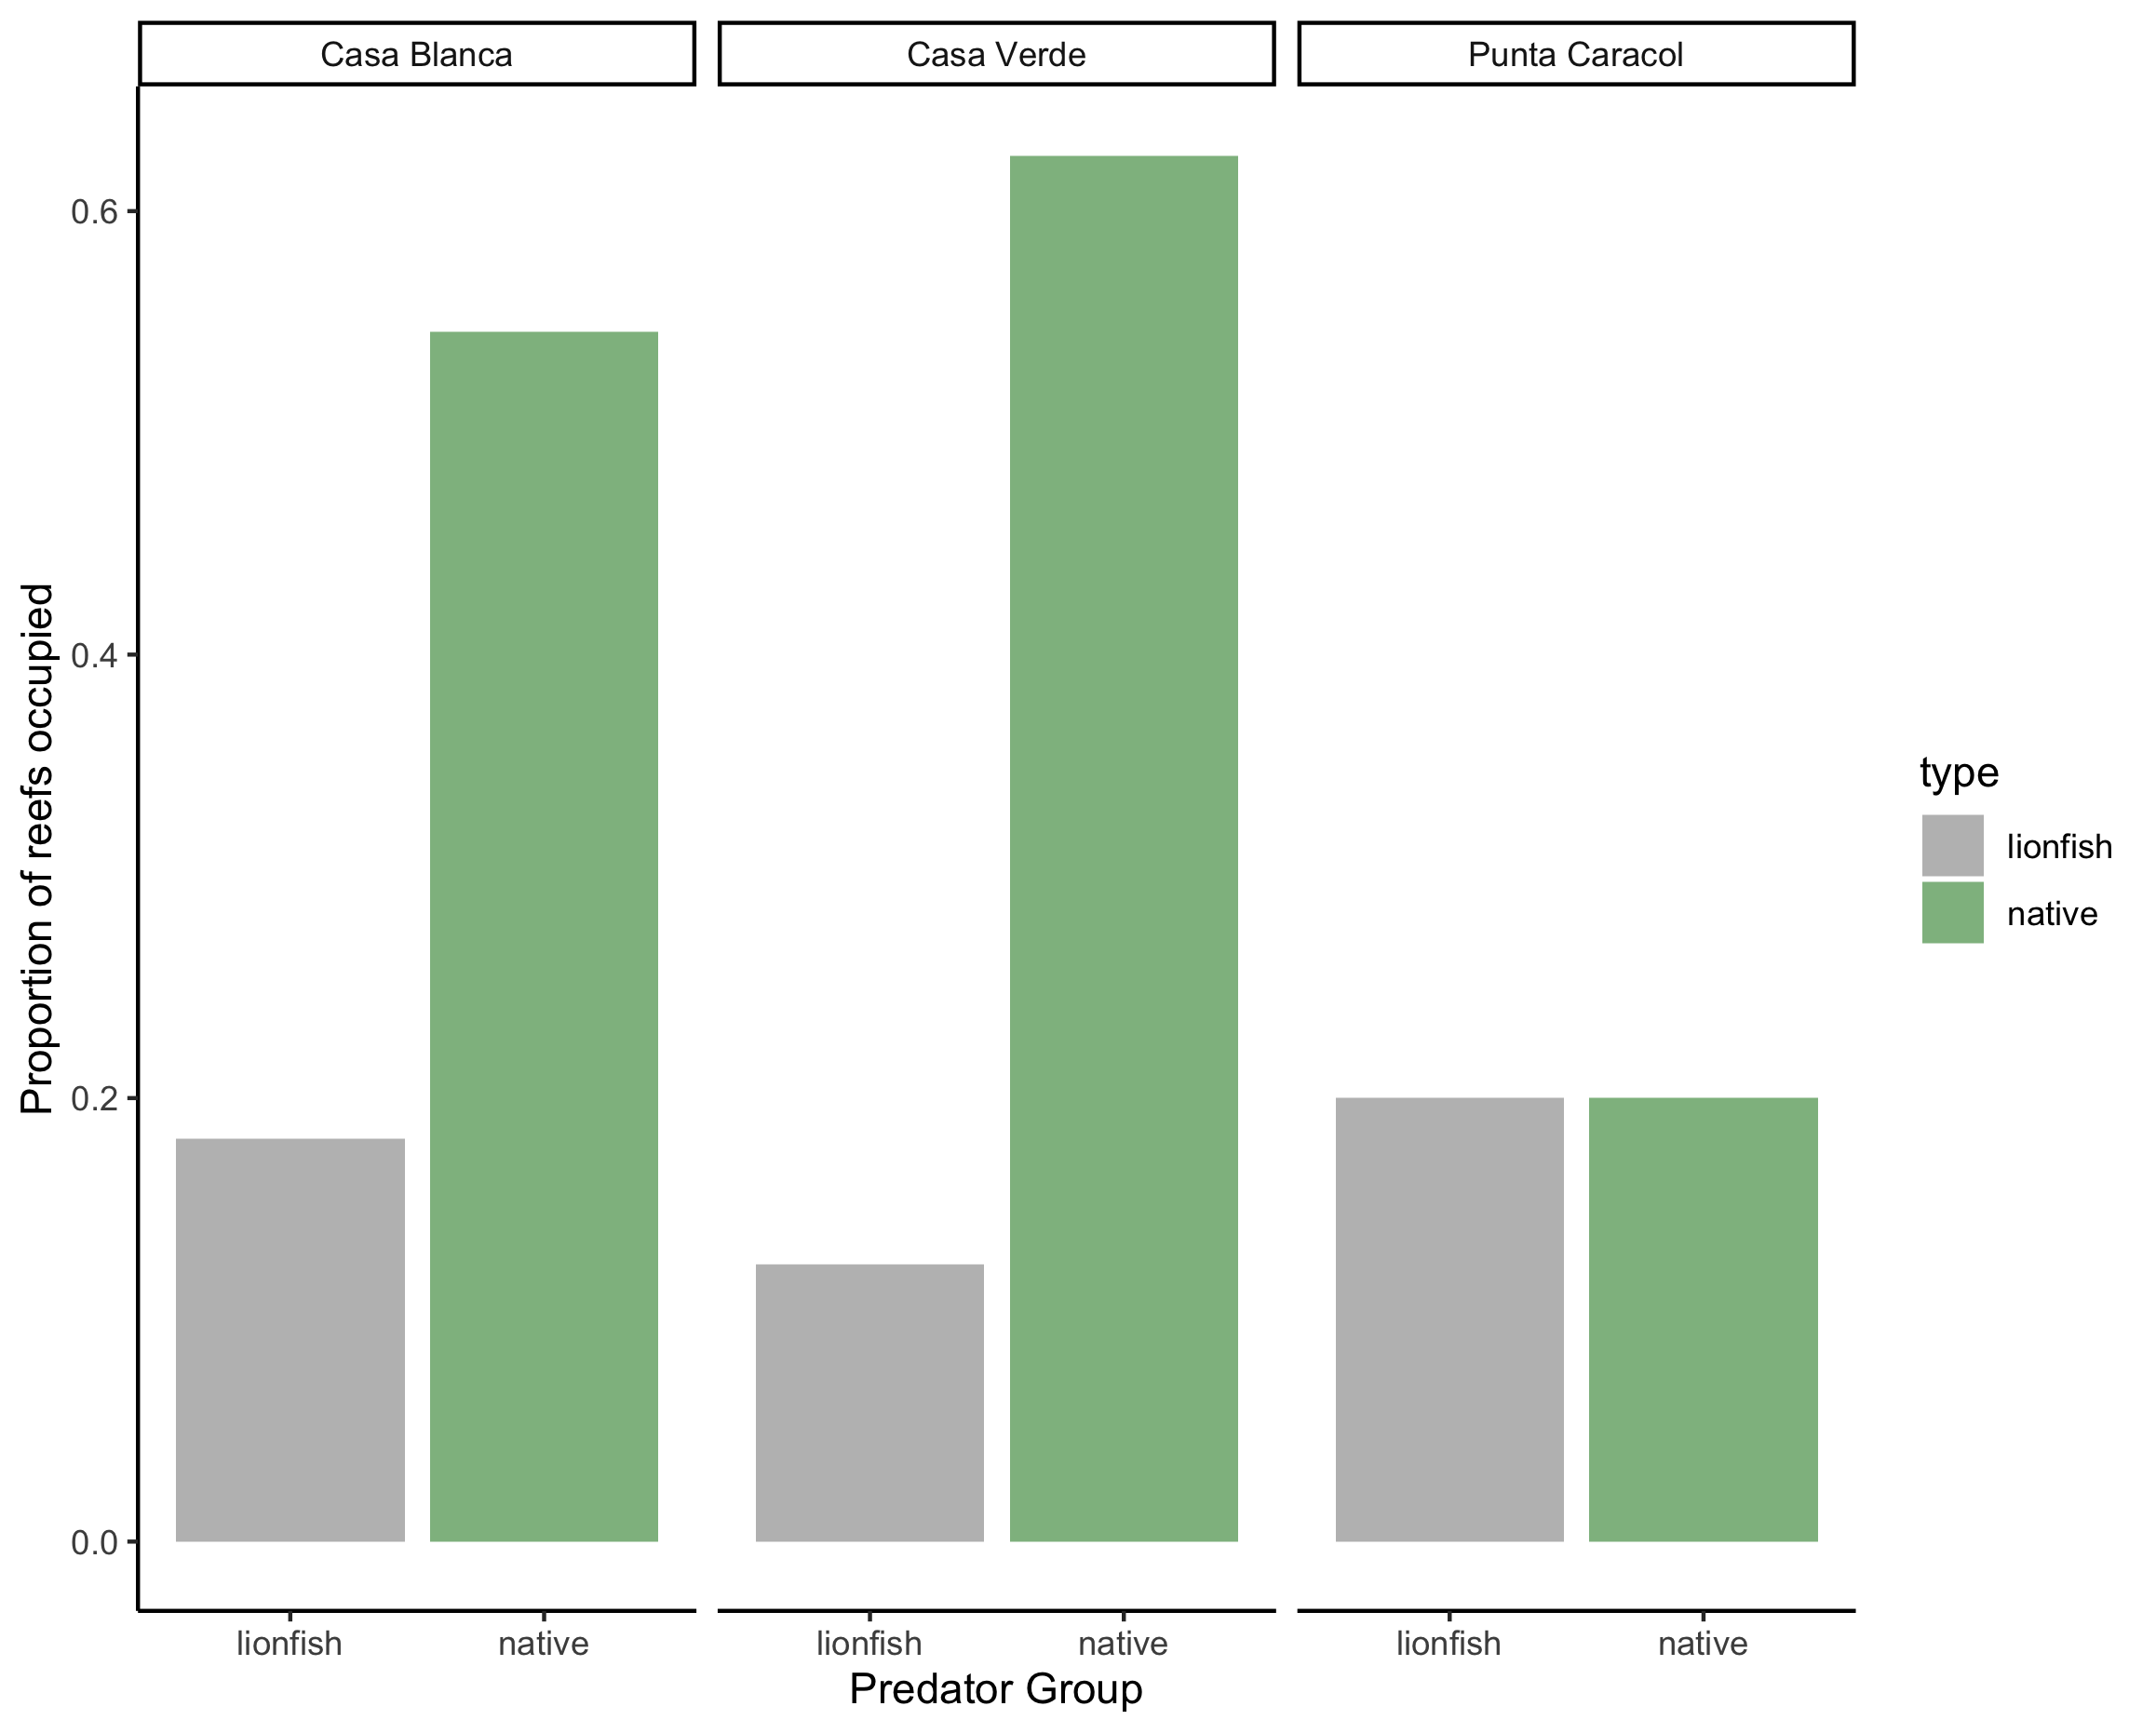 Casa Blanca
Casa Verde
Punta Caracol
Proportion of reefs occupied
0.6
0.4
0.2
0.0
lionfish
native
lionfish
native
lionfish
native
Predator Group
type
lionfish
native